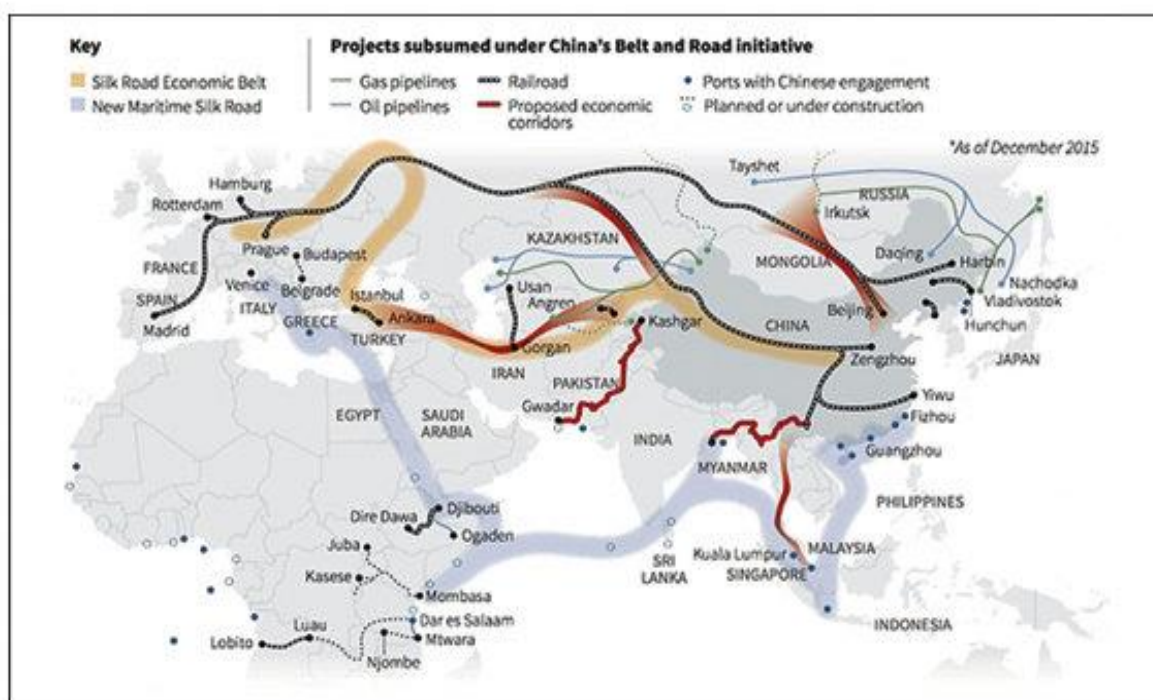 Key
Silk Road Economic Belt
New Maritime Silk Road
Projects subsumed under China's Belt and Road initiative
Gas pipelines
Oil pipelines
Railroad
Proposed economic
corridors
Ports with Chinese engagement
Planned or under construction
*As of December 2015
Tayshet
Hamburg
Rotterdam
RUSSIA
Irkutsk
Prague
Budapest
KAZAKHSTAN
MONGOLIA
Daqing
Harbin
FRANCE
Venice
Belgrade
Istanbul
Usan
Angren
Nachodka
Vladivostok
SPAIN
ITALY
GREECE
Ankara
Kashgar
Beijing
Hunchun
Madrid
TURKEY
Gorgan
CHINA
Zengzhou
JAPAN
IRAN
PAKISTAN
Gwadar
Yiwu
Fizhou
EGYPT
SAUDI
ARABIA
INDIA
MYANMAR
Guangzhou
PHILIPPINES
Djibouti
Dire Dawa
Ogaden
Juba
SRI
LANKA
Kuala Lumpur
MALAYSIA
SINGAPORE
Kasese
Mombasa
Dar es Salaam
INDONESIA
Lobito
Luau
Mtwara
Njombe